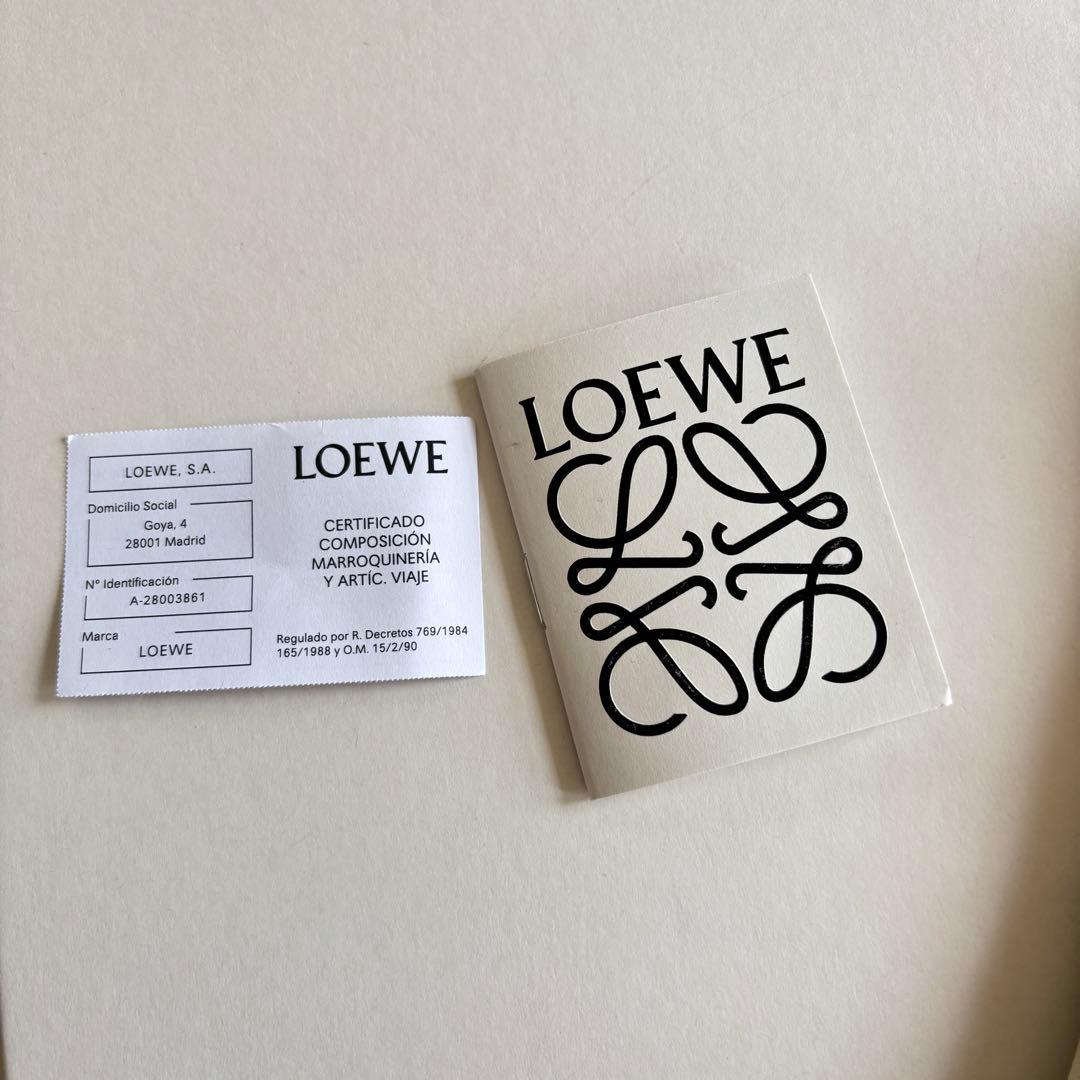 LOEWE, S.A.
Domicilio Social
Goya, 4
28001 Madrid
Nº Identificación
A-28003861
Marca
LOEWE
LOEWE
CERTIFICADO
COMPOSICIÓN
MARROQUINERÍA
Y ARTÍC. VIAJE
Regulado por R. Decretos 769/1984
165/1988 y O.M. 15/2/90
LOEWE